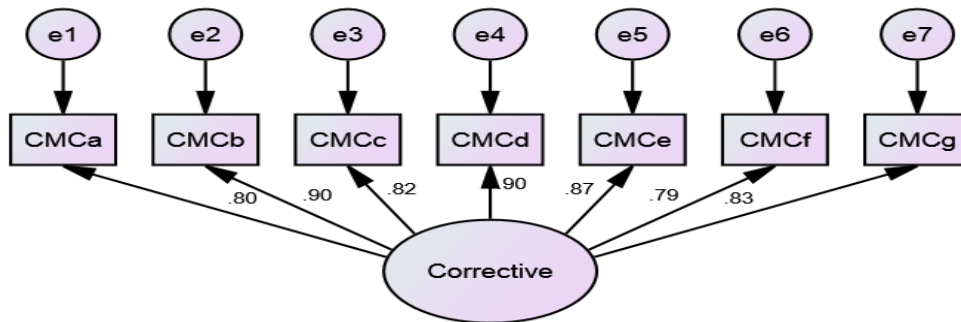 e1 e2 e3 e4 e5 e6 e7
CMCa CMCb CMCc CMCd CMCe CMCf CMCg
.80 .90 .82 .90 .87 .79 .83
Corrective